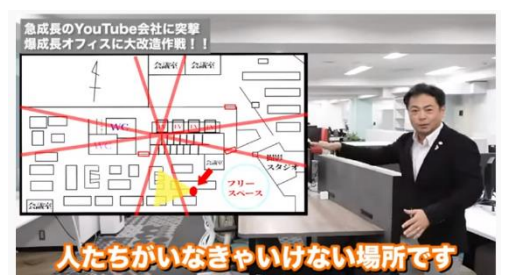 急成長のYouTube会社に突撃
爆成長オフィスに大改造作戦！！
会議室
会議室
WC
WC
会議室
スタジオ
フリー
スペース
会議室
人たちがいなきゃいけない場所です